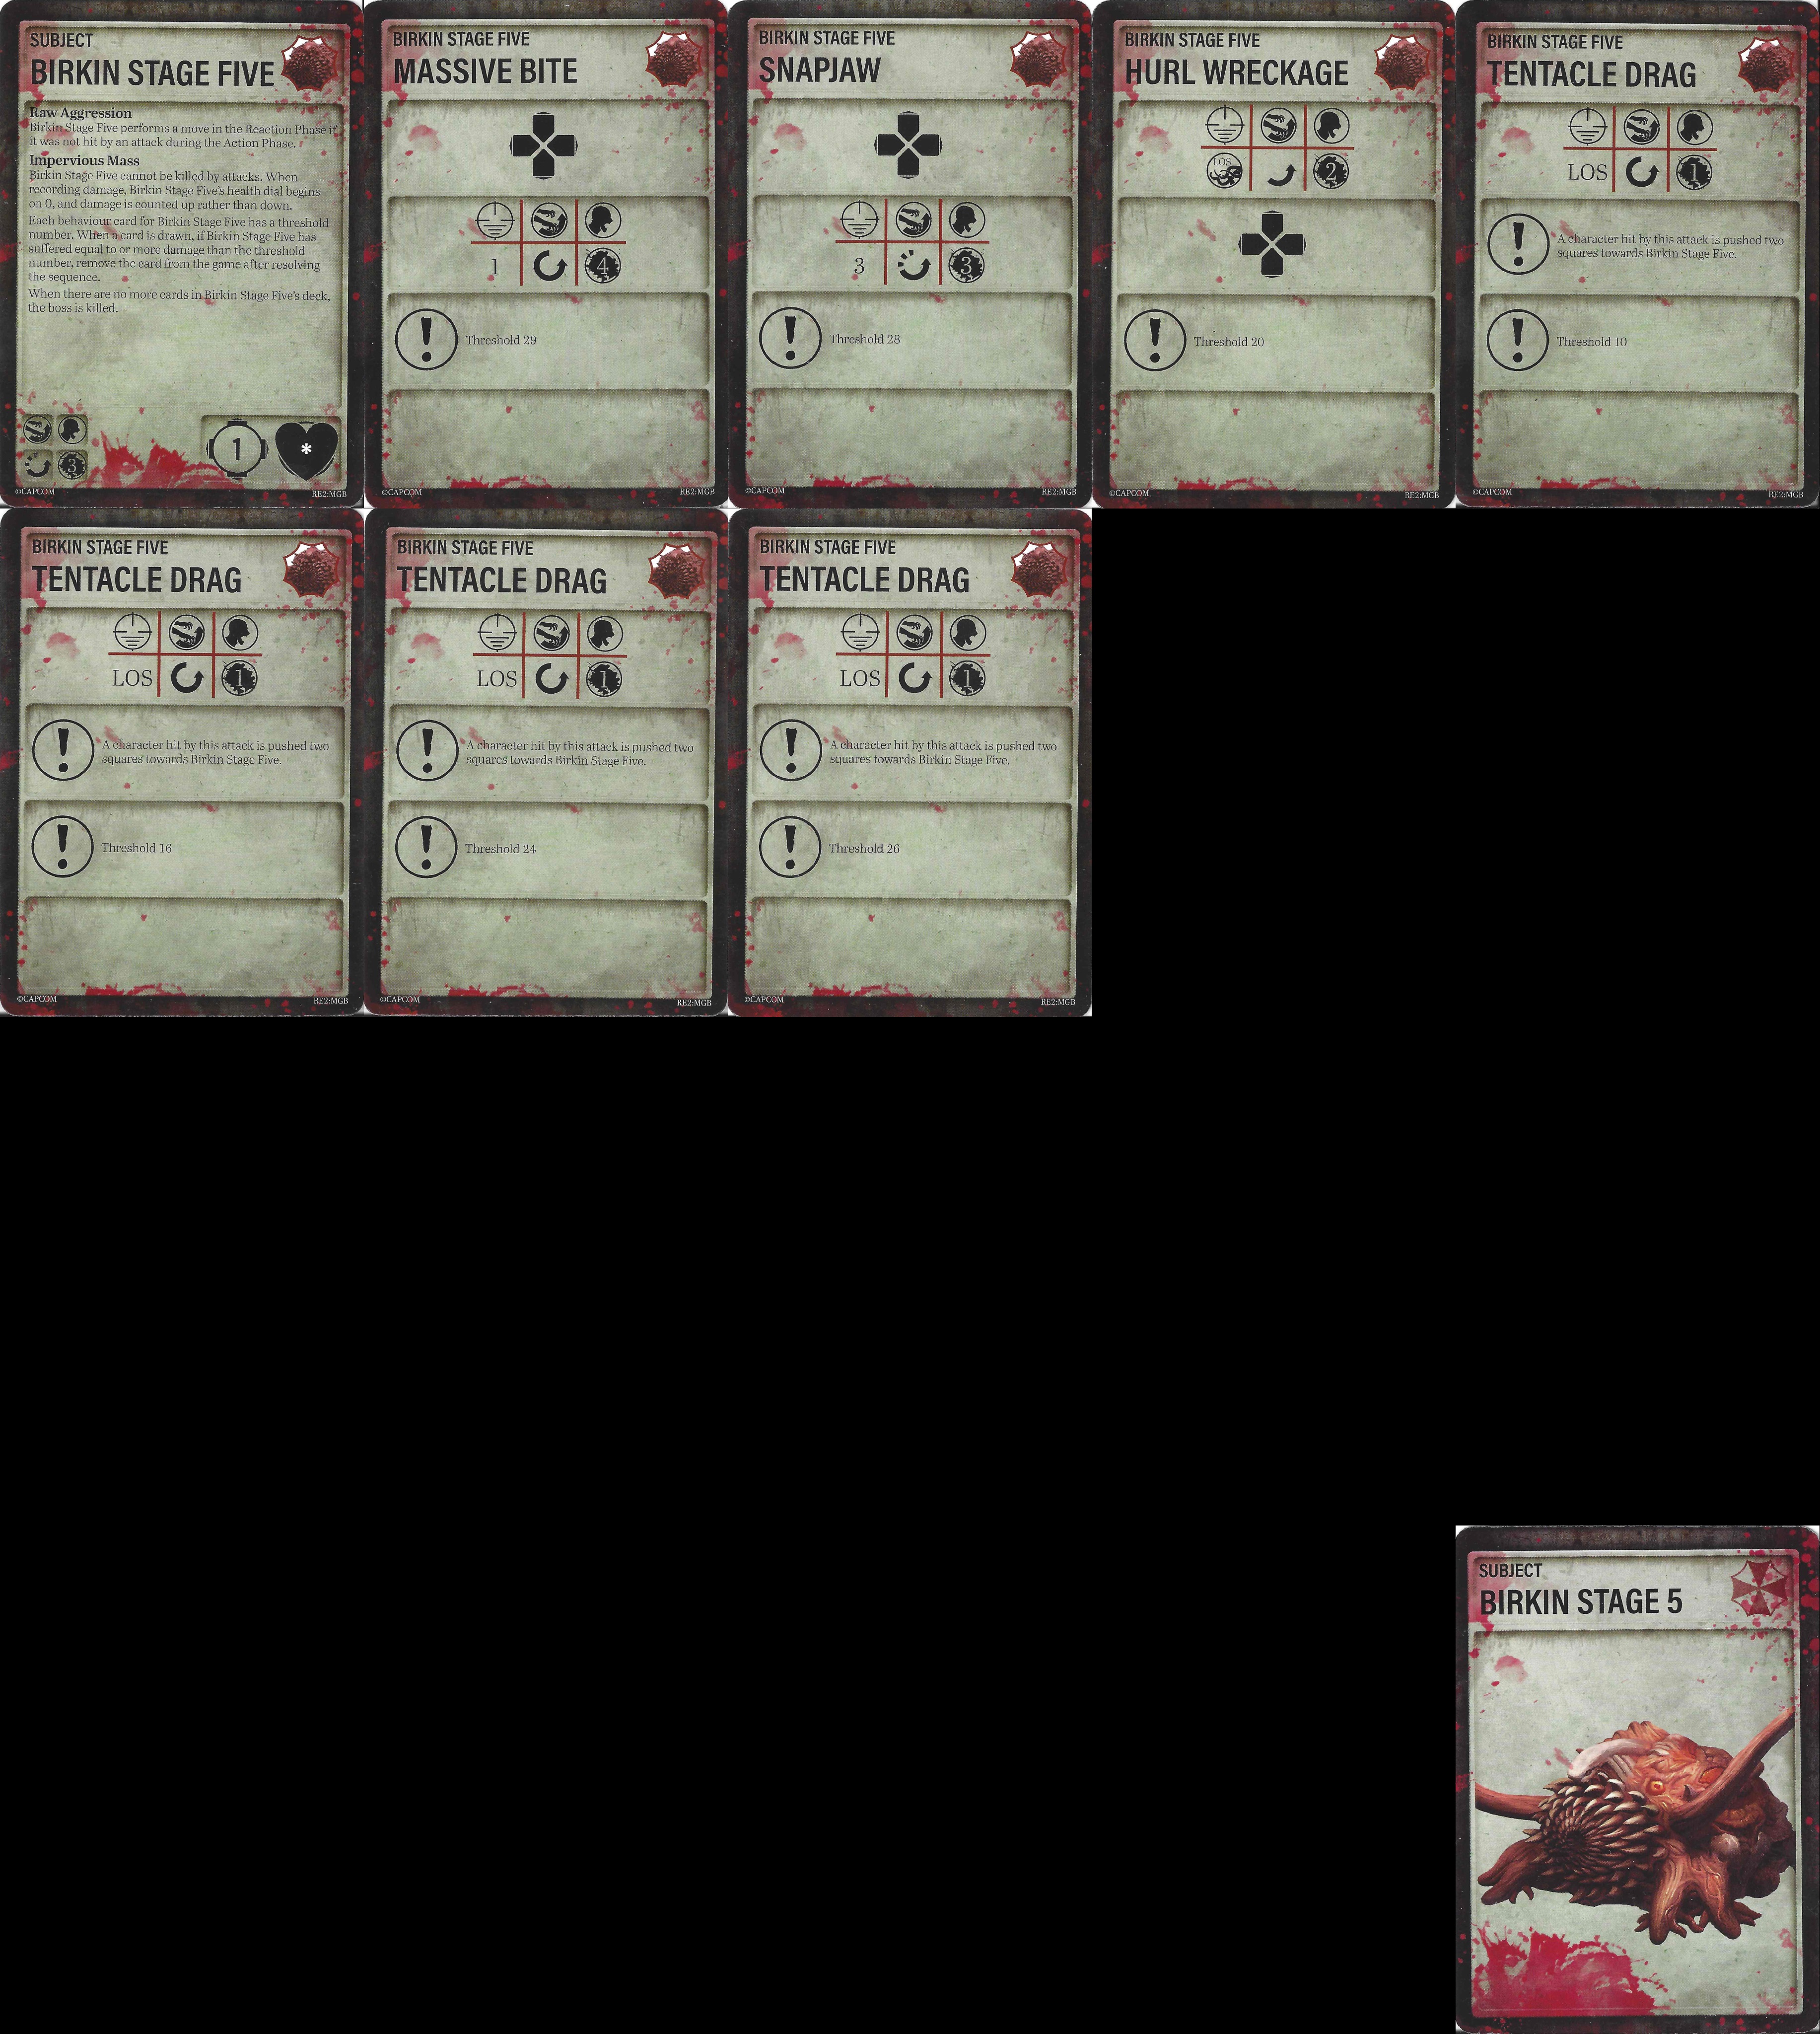 SUBJECT
BIRKIN STAGE FIVE
Raw Aggression
Birkin Stage Five performs a move in the Reaction Phase if
it was not hit by an attack during the Action Phase.
Impervious Mass
Birkin Stage Five cannot be killed by attacks. When
recording damage, Birkin Stage Five's health dial begins
on 0, and damage is counted up rather than down.
Each behaviour card for Birkin Stage Five has a threshold
number. When a card is drawn, if Birkin Stage Five has
suffered equal to or more damage than the threshold
number, remove the card from the game after resolving
the sequence.
When there are no more cards in Birkin Stage Five's deck,
the boss is killed.
3
1
*
©CAPCOM
RE2:MGB
BIRKIN STAGE FIVE
MASSIVE BITE
1
4
Threshold 29
©CAPCOM
RE2:MGB
BIRKIN STAGE FIVE
SNAPJAW
3
3
Threshold 28
©CAPCOM
RE2:MGB
BIRKIN STAGE FIVE
HURL WRECKAGE
LOS
2
Threshold 20
©CAPCOM
RE2:MGB
BIRKIN STAGE FIVE
TENTACLE DRAG
LOS
1
A character hit by this attack is pushed two
squares towards Birkin Stage Five.
Threshold 10
©CAPCOM
RE2:MGB
BIRKIN STAGE FIVE
TENTACLE DRAG
LOS
1
A character hit by this attack is pushed two
squares towards Birkin Stage Five.
Threshold 16
©CAPCOM
RE2:MGB
BIRKIN STAGE FIVE
TENTACLE DRAG
LOS
1
A character hit by this attack is pushed two
squares towards Birkin Stage Five.
Threshold 24
©CAPCOM
RE2:MGB
BIRKIN STAGE FIVE
TENTACLE DRAG
LOS
1
A character hit by this attack is pushed two
squares towards Birkin Stage Five.
Threshold 26
©CAPCOM
RE2:MGB
SUBJECT
BIRKIN STAGE 5